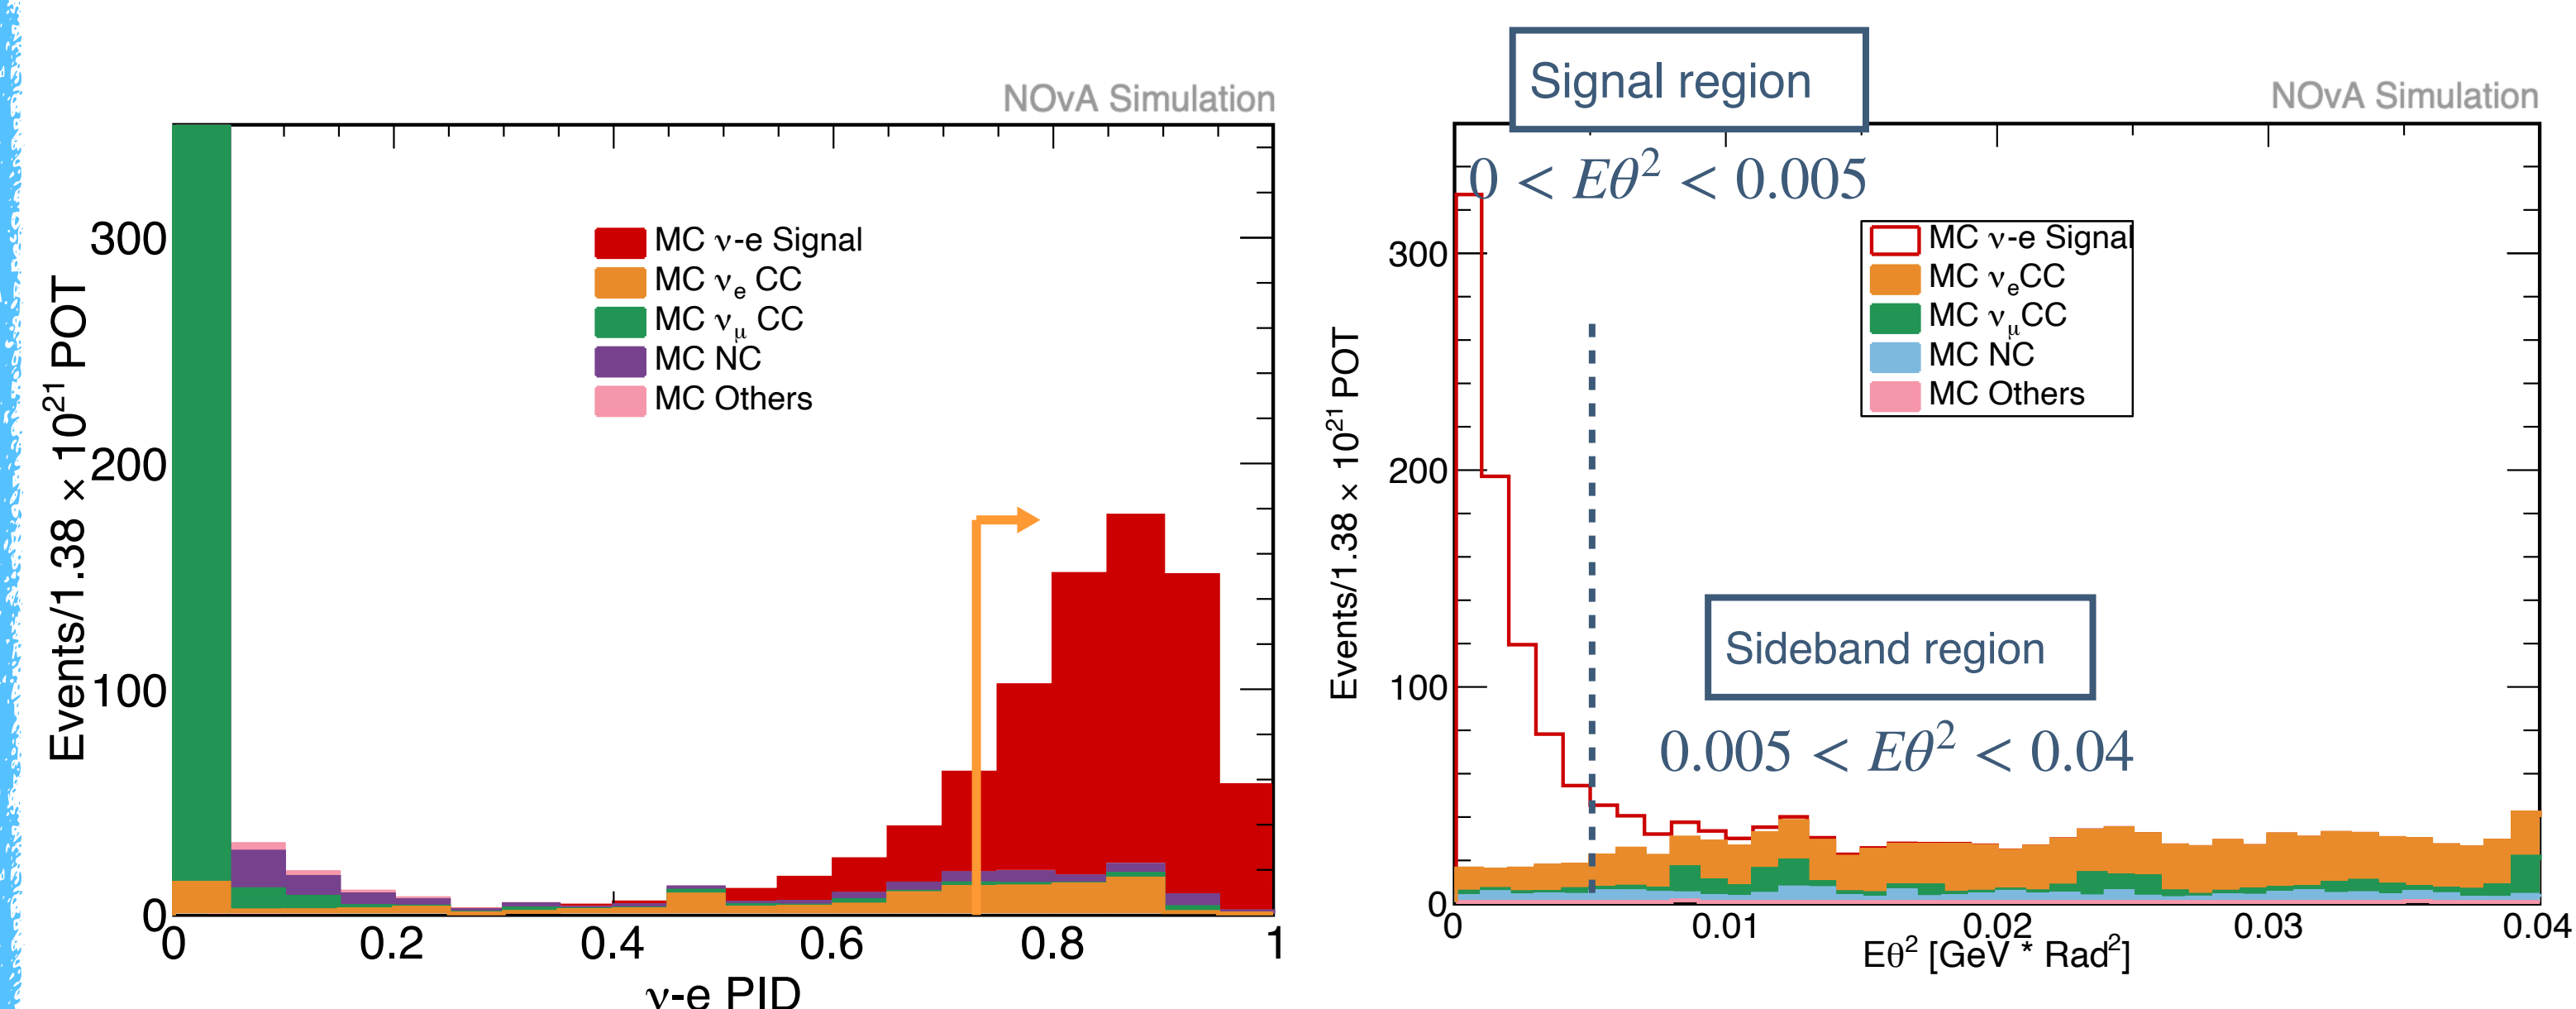 NOvA Simulation
Events/1.38 × 10²¹ POT
300
200
100
0
MC ν-e Signal
MC νₑ CC
MC ν_μ CC
MC NC
MC Others
0 0.2 0.4 0.6 0.8 1
ν-e PID
Signal region
NOvA Simulation
0 < Eθ² < 0.005
Events/1.38 × 10²¹ POT
300
200
100
0
MC ν-e Signal
MC νₑCC
MC ν_μCC
MC NC
MC Others
Sideband region
0.005 < Eθ² < 0.04
0 0.01 0.02 0.03 0.04
Eθ² [GeV * Rad²]